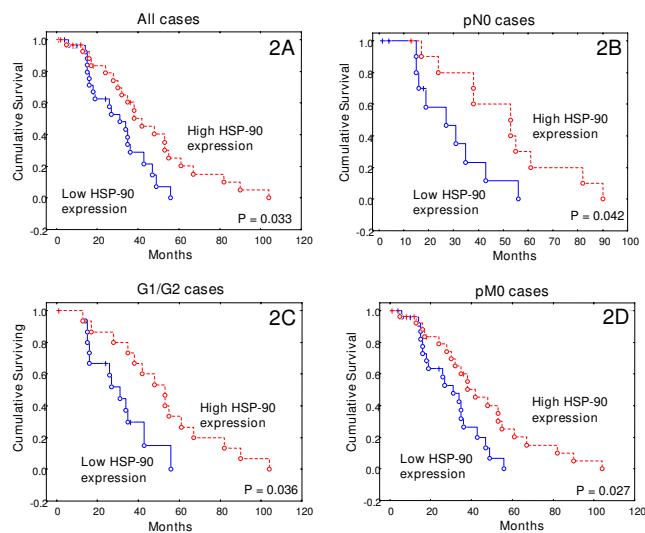 All cases
2A
Cumulative Survival
1.0
0.8
0.6
0.4
0.2
0.0
-0.2
High HSP-90
expression
Low HSP-90
expression
P = 0.033
0 20 40 60 80 100 120
Months
pN0 cases
2B
Cumulative Survival
1.0
0.8
0.6
0.4
0.2
0.0
-0.2
High HSP-90
expression
Low HSP-90
expression
P = 0.042
0 10 20 30 40 50 60 70 80 90 100
Months
G1/G2 cases
2C
Cumulative Surviving
1.0
0.8
0.6
0.4
0.2
0.0
-0.2
High HSP-90
expression
Low HSP-90
expression
P = 0.036
0 20 40 60 80 100 120
Months
pM0 cases
2D
Cumulative Survival
1.0
0.8
0.6
0.4
0.2
0.0
-0.2
High HSP-90
expression
Low HSP-90
expression
P = 0.027
0 20 40 60 80 100 120
Months